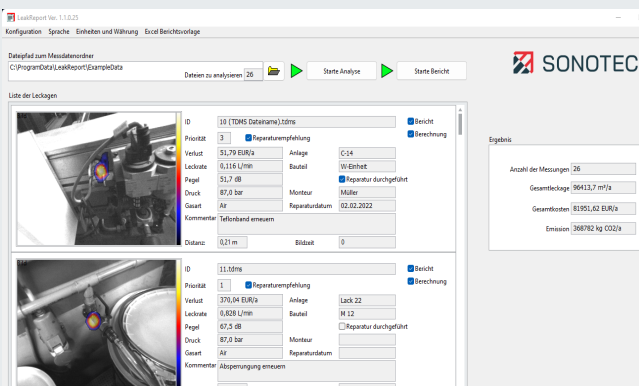 LeakReport Ver. 1.1.0.25
Konfiguration Sprache Einheiten und Währung Excel Berichtsvorlage
Dateipfad zum Messdatenordner
C:\ProgramData\LeakReport\ExampleData
Dateien zu analysieren 26
Starte Analyse
Starte Bericht
SONOTEC
Liste der Leckagen
ID 10 (TDMS Dateiname).tdms Bericht
Priorität 3 Reparaturempfehlung Berechnung
Verlust 51,79 EUR/a Anlage C-14
Leckrate 0,116 L/min Bauteil W-Einheit
Pegel 51,7 dB Reparatur durchgeführt
Druck 87,0 bar Monteur Müller
Gasart Air Reparaturdatum 02.02.2022
Kommentar Teflonband erneuern
Distanz 0,21 m Bildzeit 0
ID 11.tdms Bericht
Priorität 1 Reparaturempfehlung Berechnung
Verlust 370,04 EUR/a Anlage Lack 22
Leckrate 0,828 L/min Bauteil M 12
Pegel 67,5 dB Reparatur durchgeführt
Druck 87,0 bar Monteur
Gasart Air Reparaturdatum
Kommentar Absperrungung erneuern
Ergebnis
Anzahl der Messungen 26
Gesamtleckage 96413,7 m³/a
Gesamtkosten 81951,62 EUR/a
Emission 368782 kg CO2/a